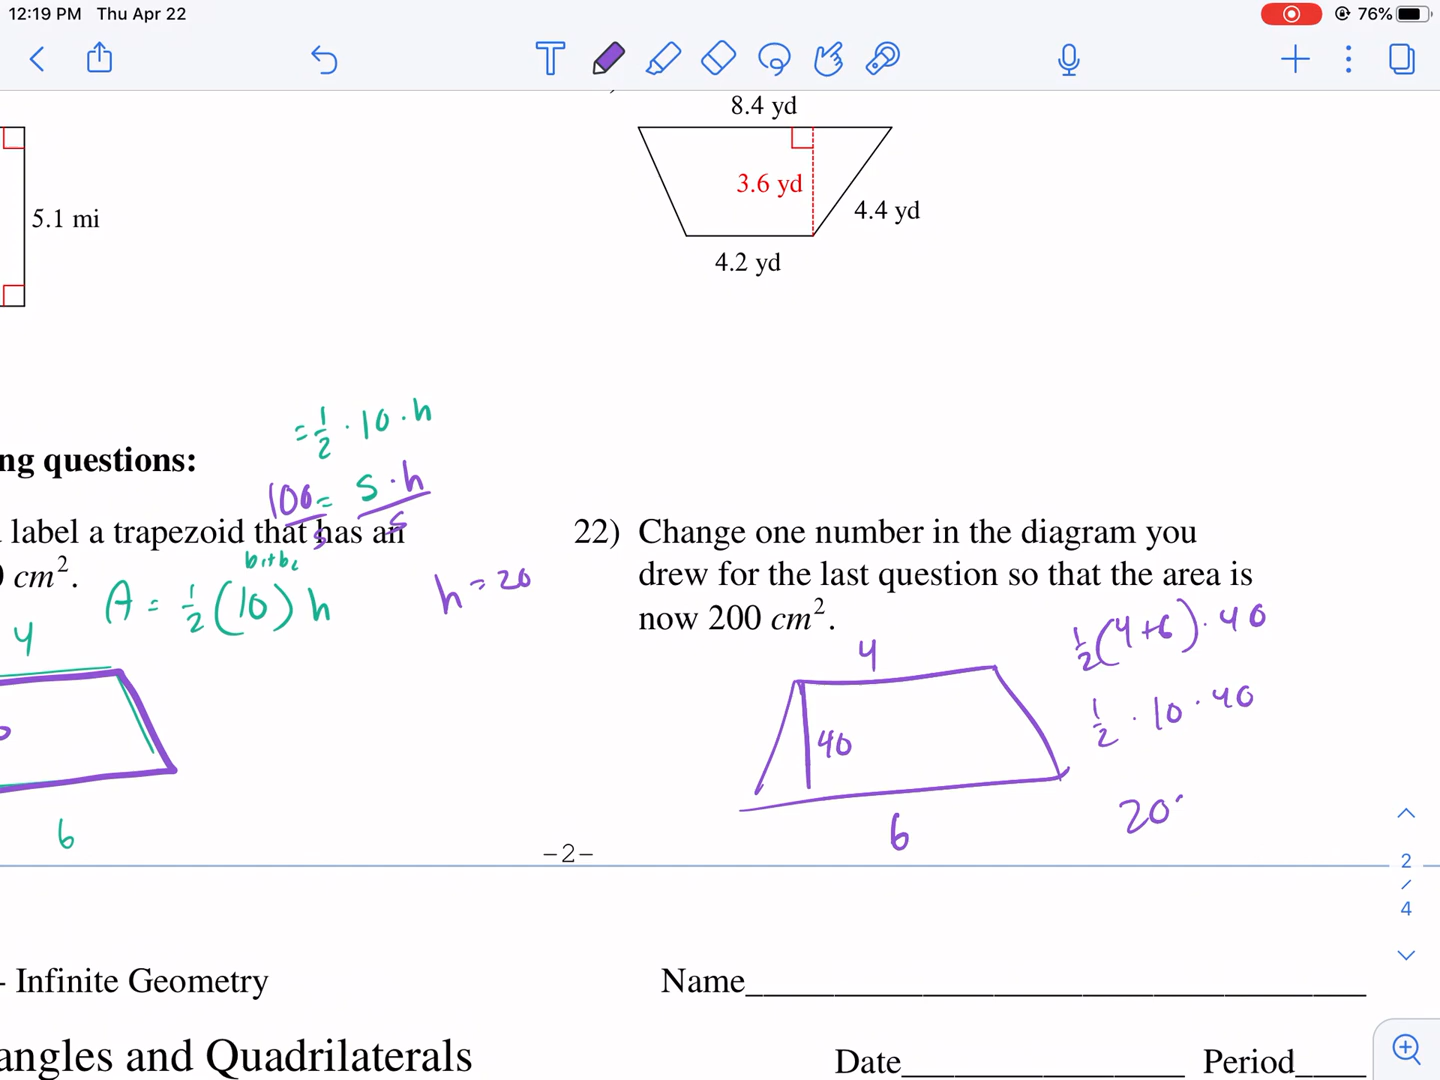 12:19 PM Thu Apr 22
76%
8.4 yd
3.6 yd
4.4 yd
4.2 yd
5.1 mi
= 1/2 · 10 · h
100 = 5 · h
5 5
h = 20
ng questions:
label a trapezoid that has an
cm².
b₁+b₂
A = 1/2 (10) h
4
6
22) Change one number in the diagram you
drew for the last question so that the area is
now 200 cm².
4
40
6
1/2 (4+6) · 40
1/2 · 10 · 40
20
-2-
2
/
4
- Infinite Geometry
Name
angles and Quadrilaterals
Date Period